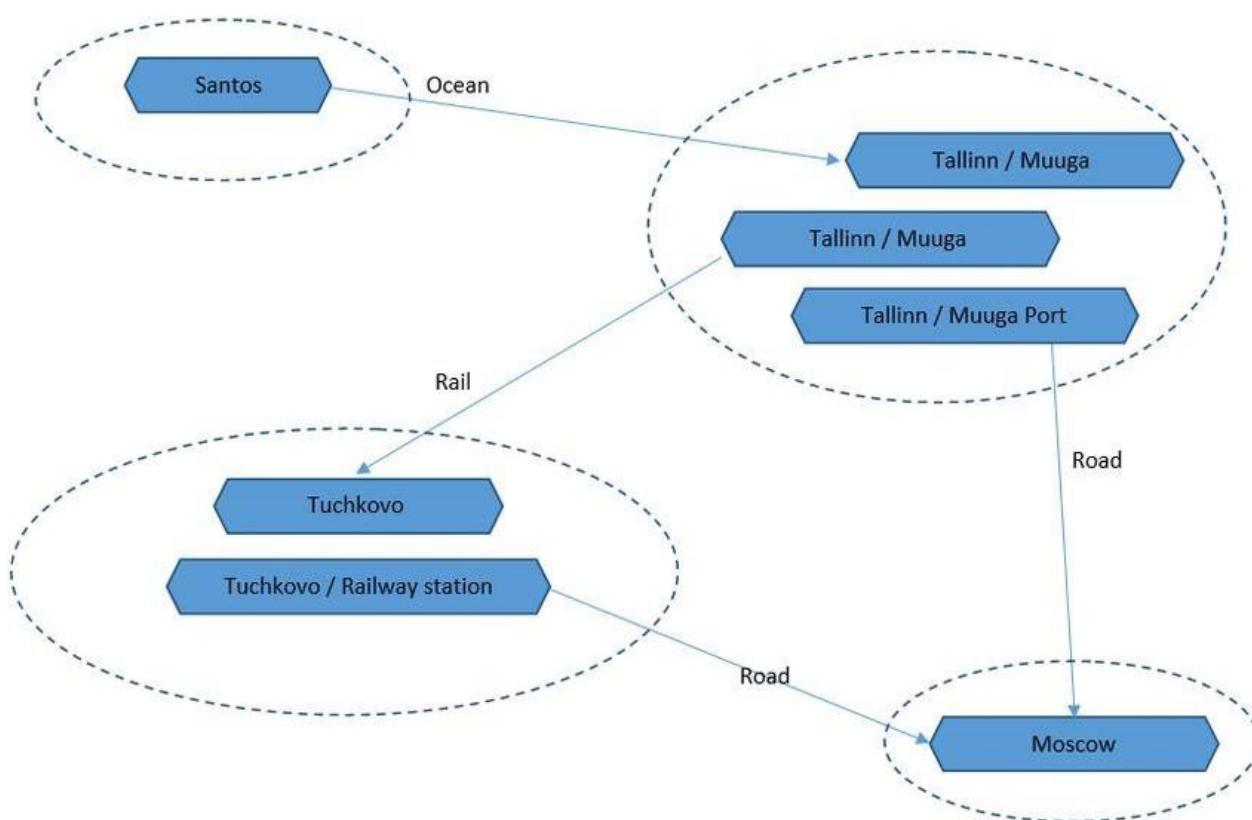 Santos
Ocean
Tallinn / Muuga
Tallinn / Muuga
Tallinn / Muuga Port
Rail
Road
Tuchkovo
Tuchkovo / Railway station
Road
Moscow